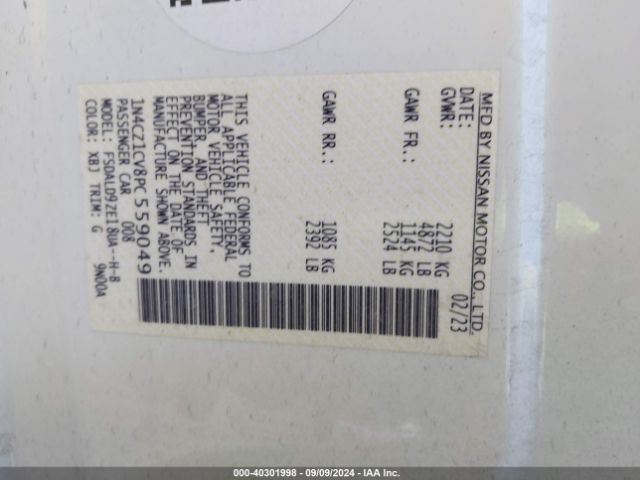 MFD BY NISSAN MOTOR CO., LTD.
DATE: 02/23
GVWR: 2210 KG
4872 LB
GAWR FR.: 1145 KG
2524 LB
GAWR RR.: 1085 KG
2392 LB
THIS VEHICLE CONFORMS TO
ALL APPLICABLE FEDERAL
MOTOR VEHICLE SAFETY,
BUMPER, AND THEFT
PREVENTION STANDARDS IN
EFFECT ON THE DATE OF
MANUFACTURE SHOWN ABOVE.
1N4CZ1CV8PC559049
PASSENGER CAR D08
MODEL: FSDALD9ZE18UA--H-8
COLOR: XBJ TRIM: G 9N00A
000-40301998 - 09/09/2024 - IAA Inc.